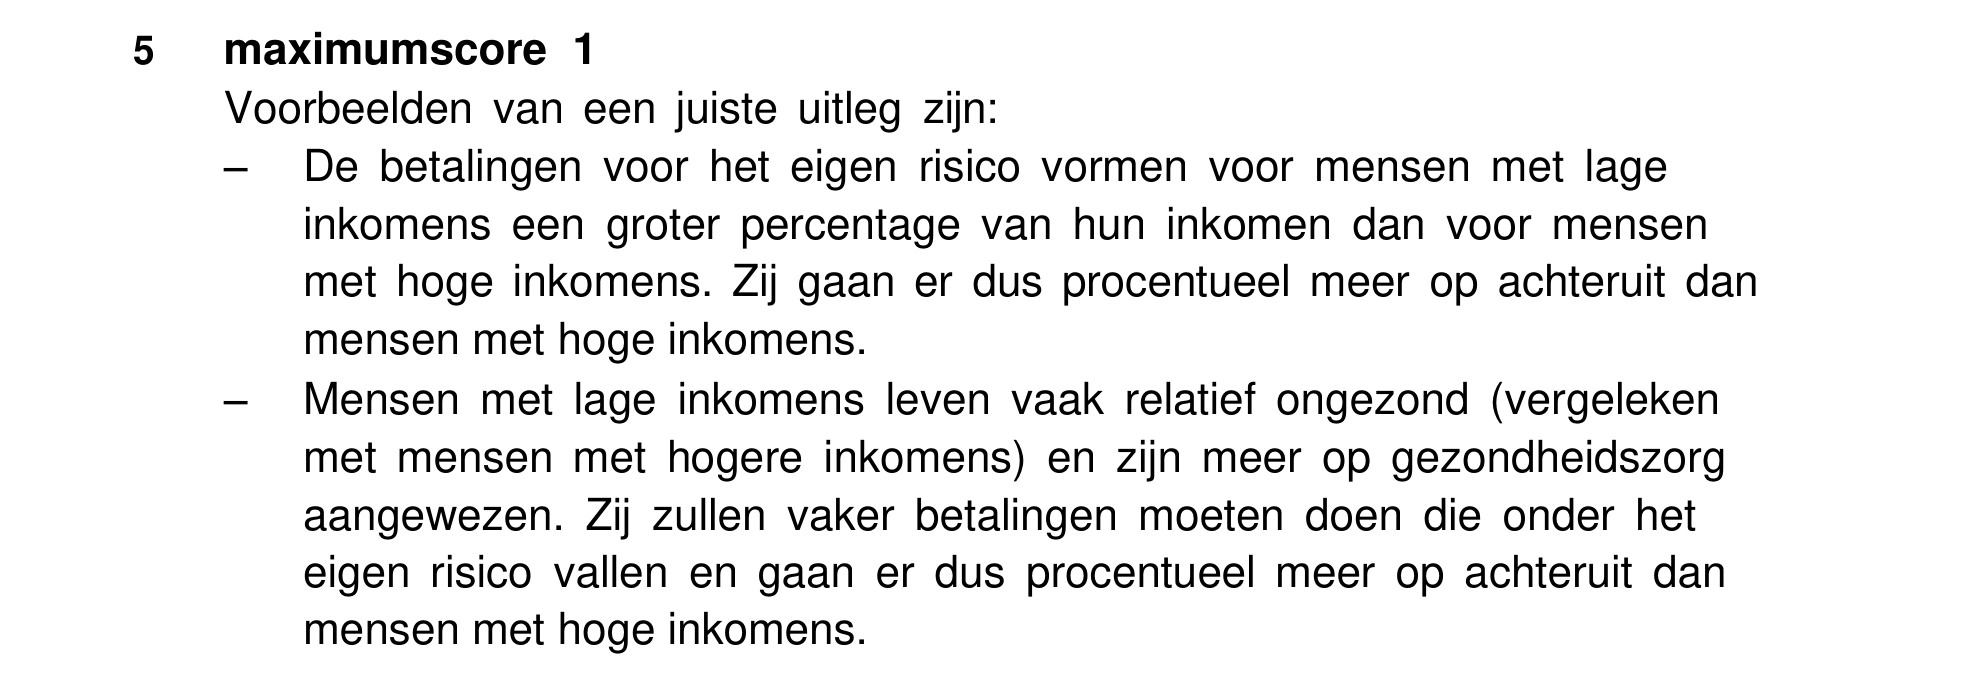 5 maximumscore 1
Voorbeelden van een juiste uitleg zijn:
– De betalingen voor het eigen risico vormen voor mensen met lage
inkomens een groter percentage van hun inkomen dan voor mensen
met hoge inkomens. Zij gaan er dus procentueel meer op achteruit dan
mensen met hoge inkomens.
– Mensen met lage inkomens leven vaak relatief ongezond (vergeleken
met mensen met hogere inkomens) en zijn meer op gezondheidszorg
aangewezen. Zij zullen vaker betalingen moeten doen die onder het
eigen risico vallen en gaan er dus procentueel meer op achteruit dan
mensen met hoge inkomens.